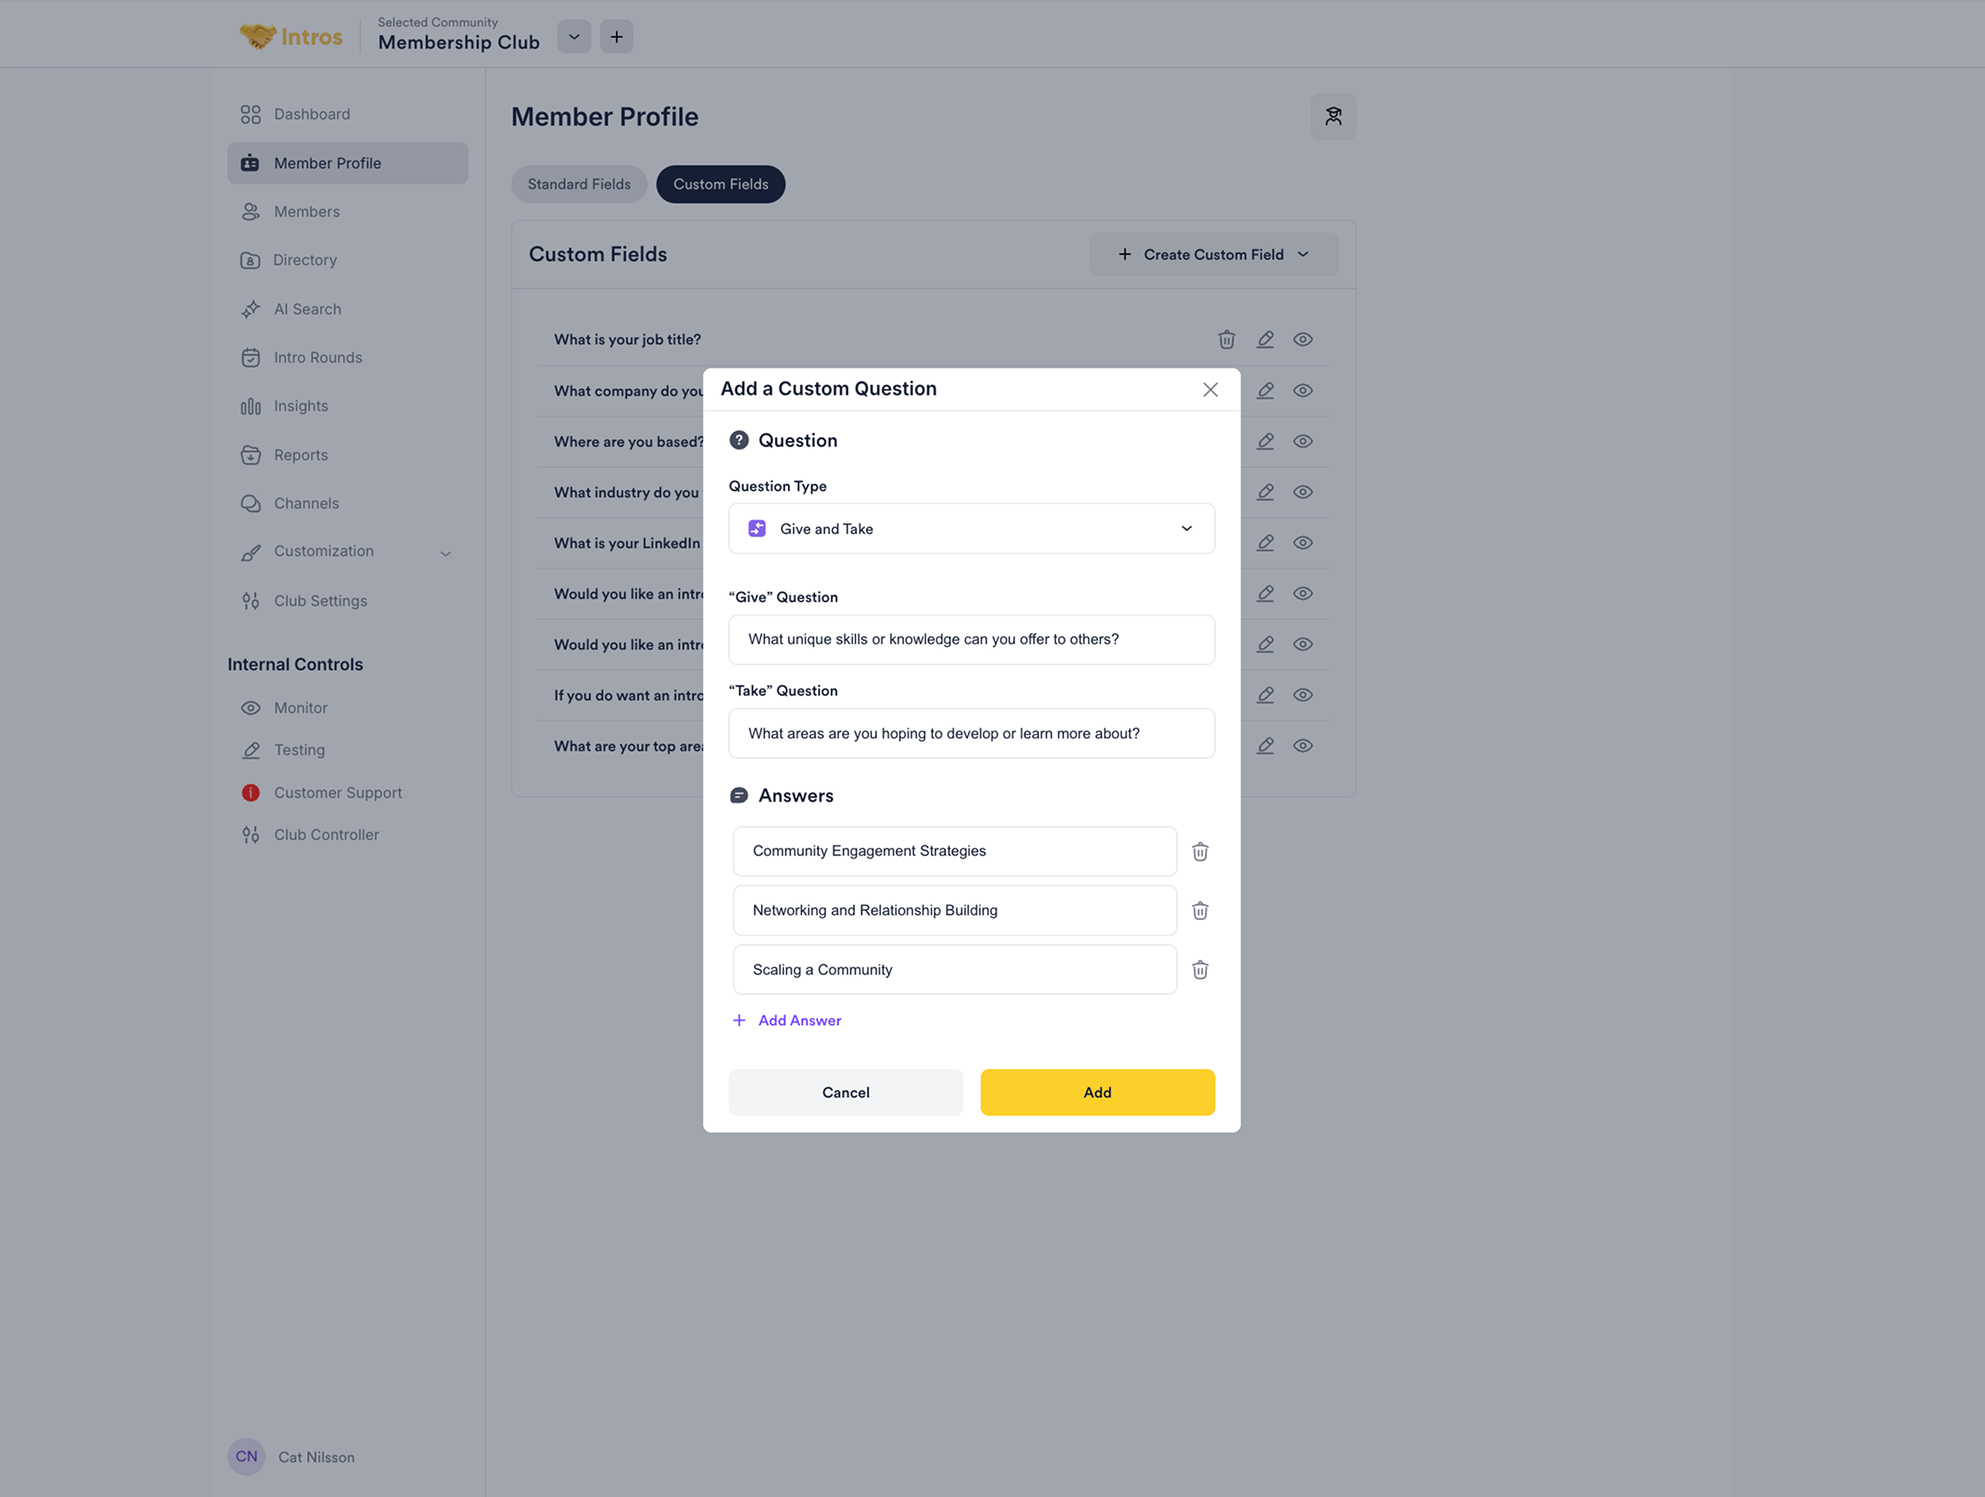 Intros
Selected Community
Membership Club
Dashboard
Member Profile
Members
Directory
AI Search
Intro Rounds
Insights
Reports
Channels
Customization
Club Settings
Internal Controls
Monitor
Testing
Customer Support
Club Controller
CN
Cat Nilsson
Member Profile
Standard Fields
Custom Fields
Custom Fields
Create Custom Field
What is your job title?
What company do you
Where are you based?
What industry do you
What is your LinkedIn
Would you like an intro
Would you like an intro
If you do want an intro
What are your top area
Add a Custom Question
Question
Question Type
Give and Take
“Give” Question
What unique skills or knowledge can you offer to others?
“Take” Question
What areas are you hoping to develop or learn more about?
Answers
Community Engagement Strategies
Networking and Relationship Building
Scaling a Community
Add Answer
Cancel
Add